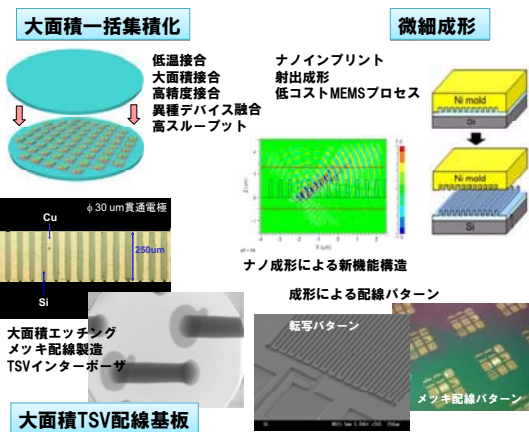 大面積一括集積化
低温接合
大面積接合
高精度接合
異種デバイス融合
高スループット
φ30 um貫通電極
Cu
250um
Si
大面積エッチング
メッキ配線製造
TSVインターポーザ
大面積TSV配線基板
微細成形
ナノインプリント
射出成形
低コストMEMSプロセス
Ni mold
Ni mold
Si
ナノ成形による新機能構造
成形による配線パターン
転写パターン
メッキ配線パターン